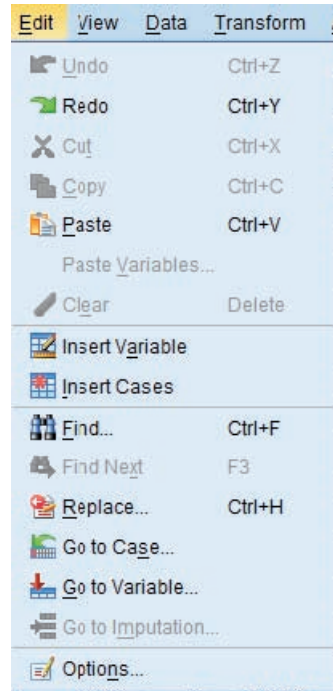 Edit View Data Transform
Undo Ctrl+Z
Redo Ctrl+Y
Cut Ctrl+X
Copy Ctrl+C
Paste Ctrl+V
Paste Variables...
Clear Delete
Insert Variable
Insert Cases
Find... Ctrl+F
Find Next F3
Replace... Ctrl+H
Go to Case...
Go to Variable...
Go to Imputation...
Options...